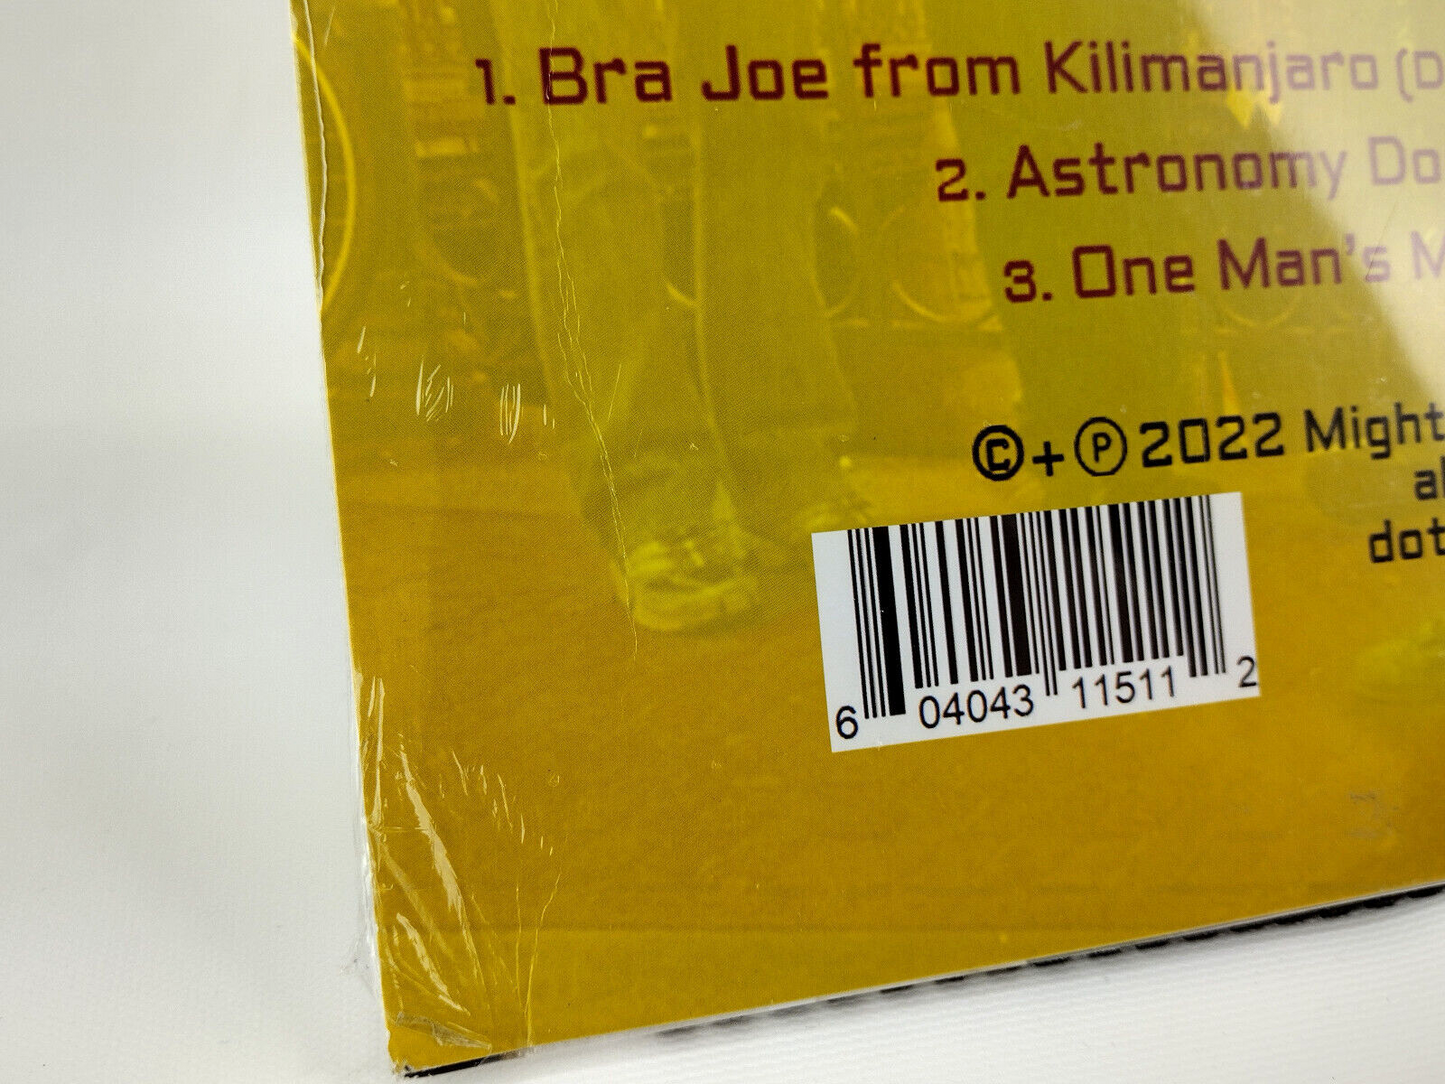 1. Bra Joe from Kilimanjaro
2. Astronomy
3. One Man's
©+℗ 2022
6 04043 11511 2